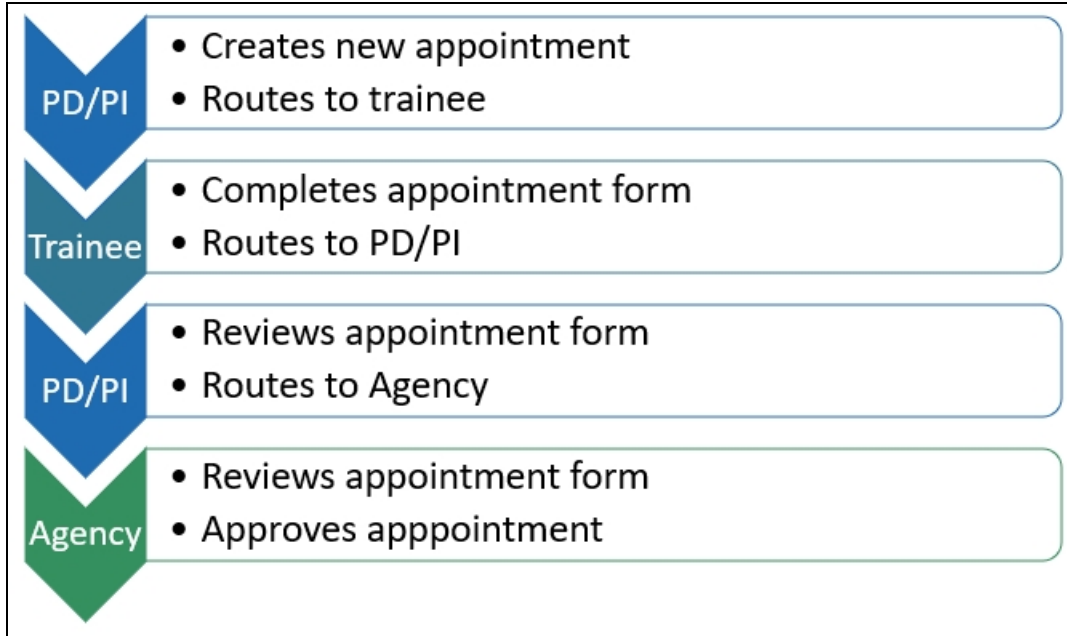 PD/PI
• Creates new appointment
• Routes to trainee
Trainee
• Completes appointment form
• Routes to PD/PI
PD/PI
• Reviews appointment form
• Routes to Agency
Agency
• Reviews appointment form
• Approves apppointment